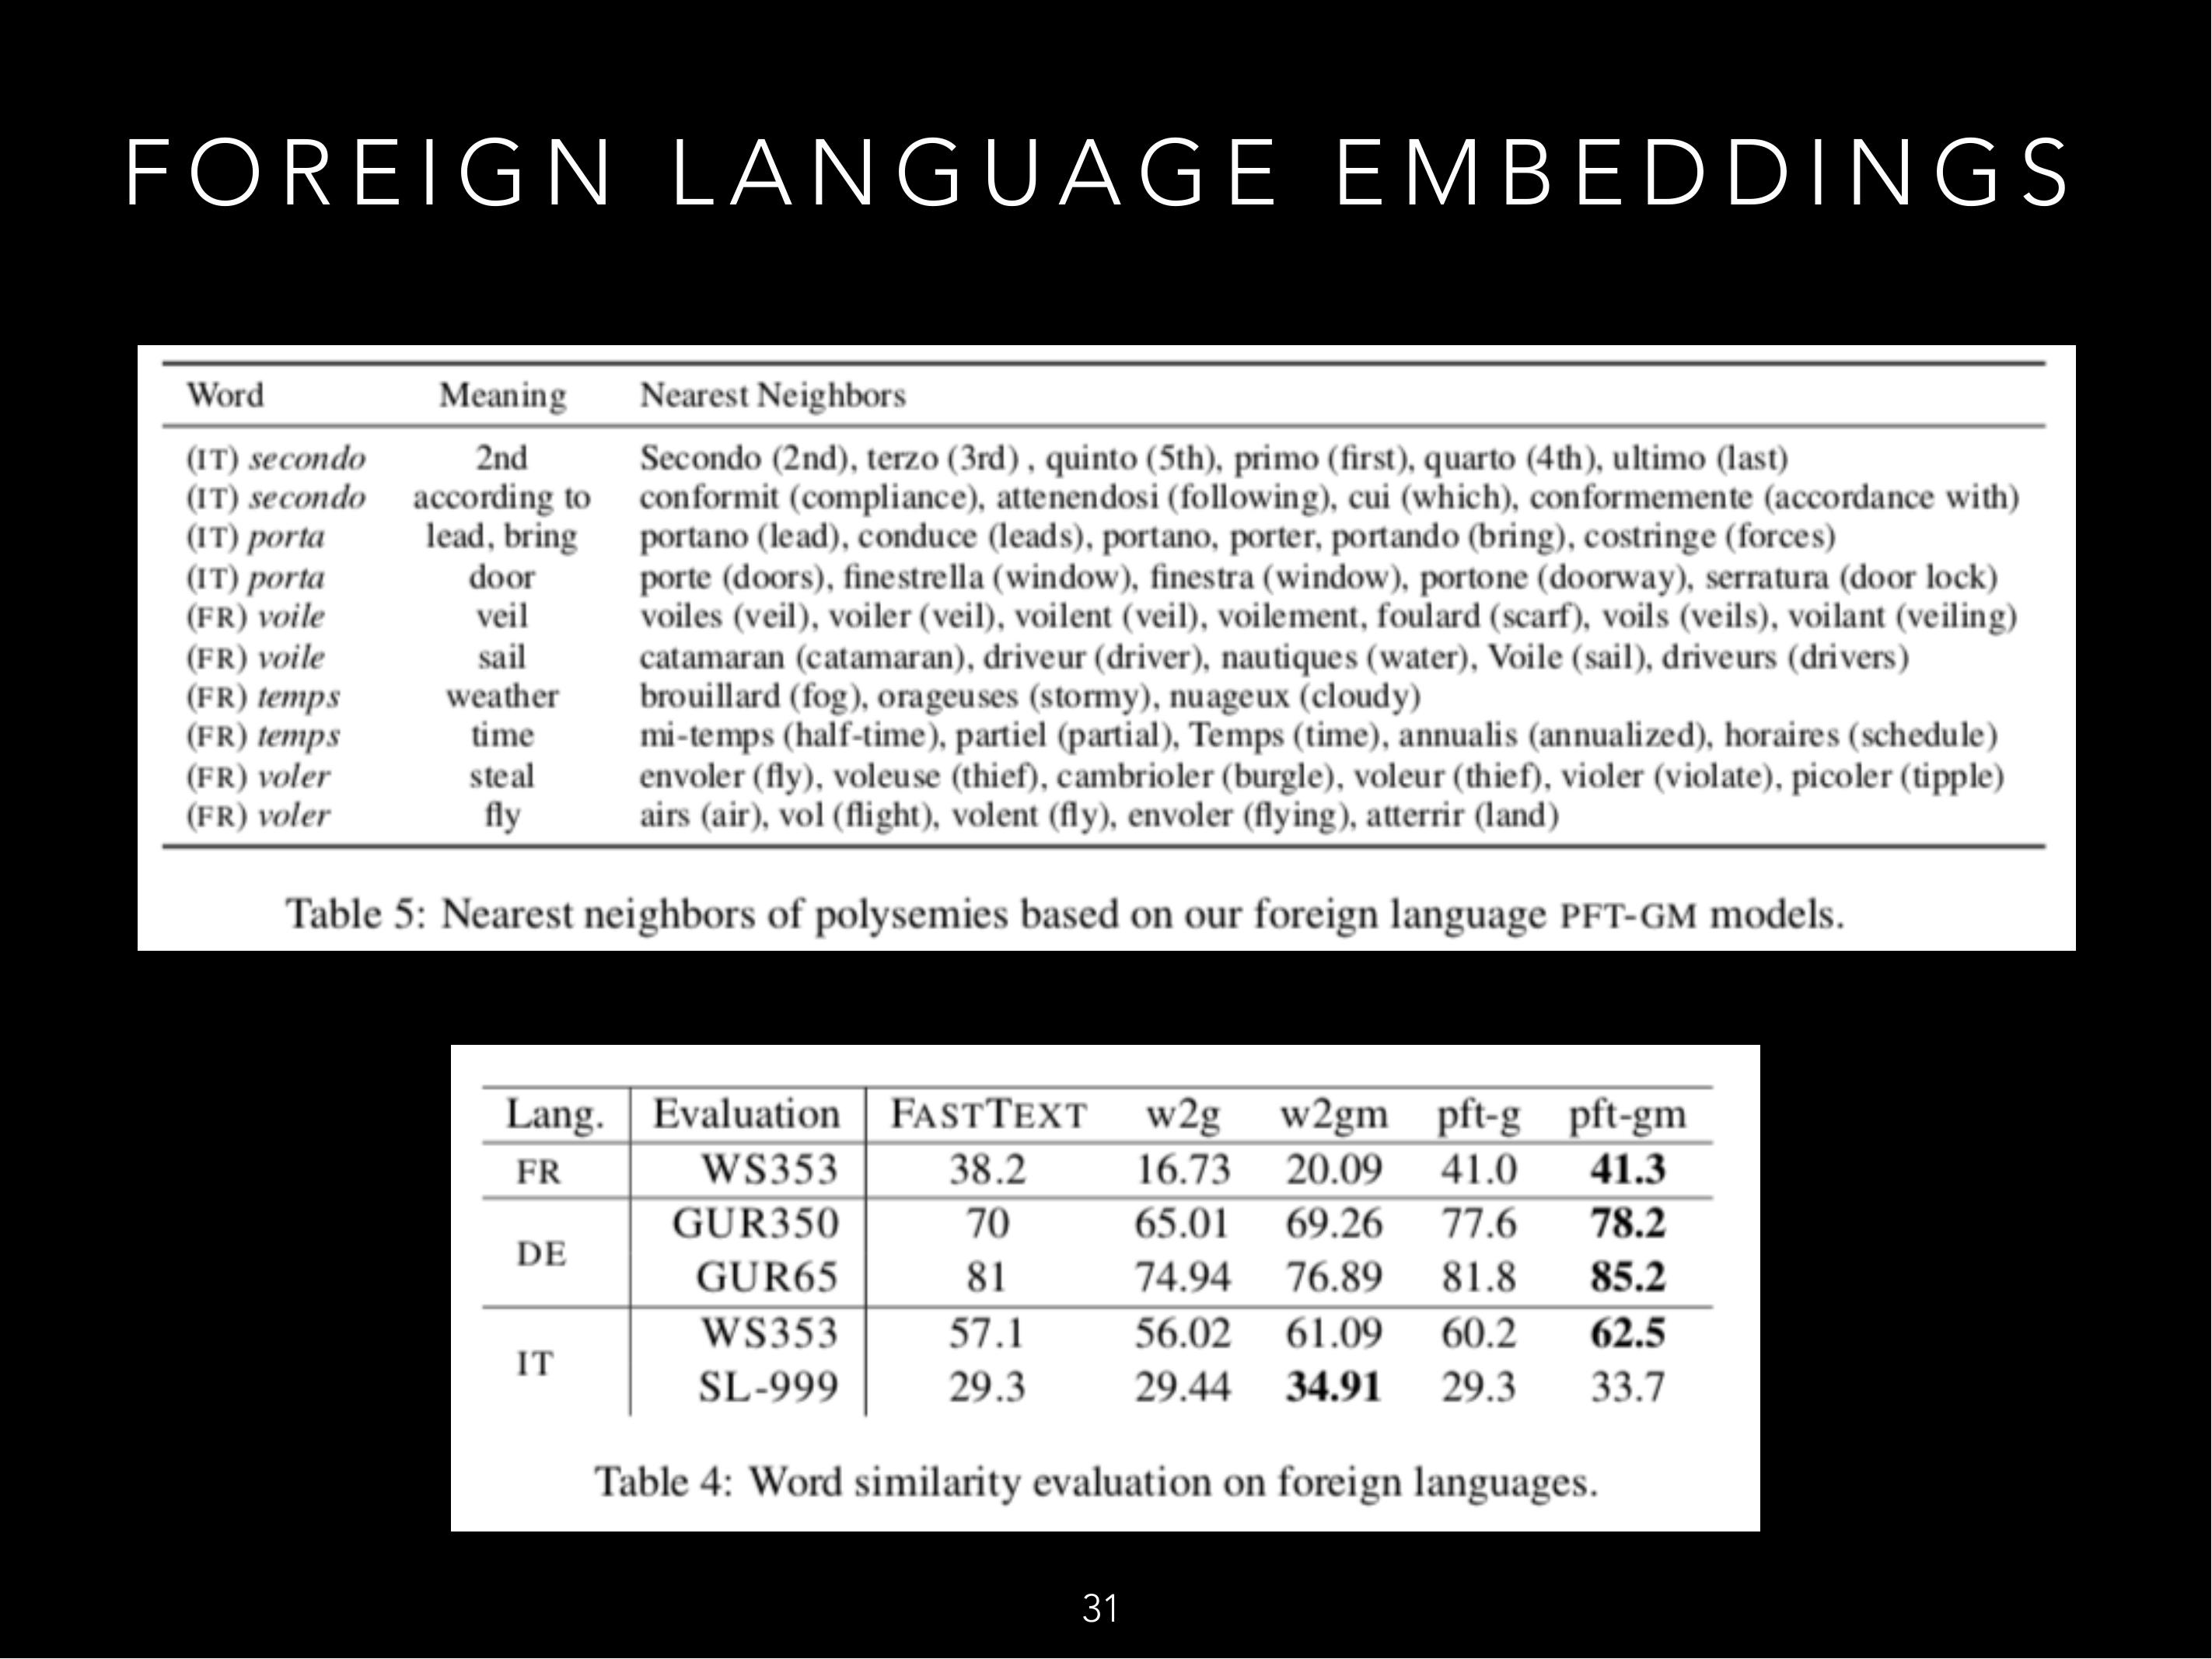 FOREIGN LANGUAGE EMBEDDINGS
Word Meaning Nearest Neighbors
(IT) secondo 2nd Secondo (2nd), terzo (3rd) , quinto (5th), primo (first), quarto (4th), ultimo (last)
(IT) secondo according to conformit (compliance), attenendosi (following), cui (which), conformemente (accordance with)
(IT) porta lead, bring portano (lead), conduce (leads), portano, porter, portando (bring), costringe (forces)
(IT) porta door porte (doors), finestrella (window), finestra (window), portone (doorway), serratura (door lock)
(FR) voile veil voiles (veil), voiler (veil), voilent (veil), voilement, foulard (scarf), voils (veils), voilant (veiling)
(FR) voile sail catamaran (catamaran), driveur (driver), nautiques (water), Voile (sail), driveurs (drivers)
(FR) temps weather brouillard (fog), orageuses (stormy), nuageux (cloudy)
(FR) temps time mi-temps (half-time), partiel (partial), Temps (time), annualis (annualized), horaires (schedule)
(FR) voler steal envoler (fly), voleuse (thief), cambrioler (burgle), voleur (thief), violer (violate), picoler (tipple)
(FR) voler fly airs (air), vol (flight), volent (fly), envoler (flying), atterrir (land)
Table 5: Nearest neighbors of polysemies based on our foreign language PFT-GM models.
Lang. Evaluation FASTTEXT w2g w2gm pft-g pft-gm
FR WS353 38.2 16.73 20.09 41.0 41.3
DE GUR350 70 65.01 69.26 77.6 78.2
GUR65 81 74.94 76.89 81.8 85.2
IT WS353 57.1 56.02 61.09 60.2 62.5
SL-999 29.3 29.44 34.91 29.3 33.7
Table 4: Word similarity evaluation on foreign languages.
31